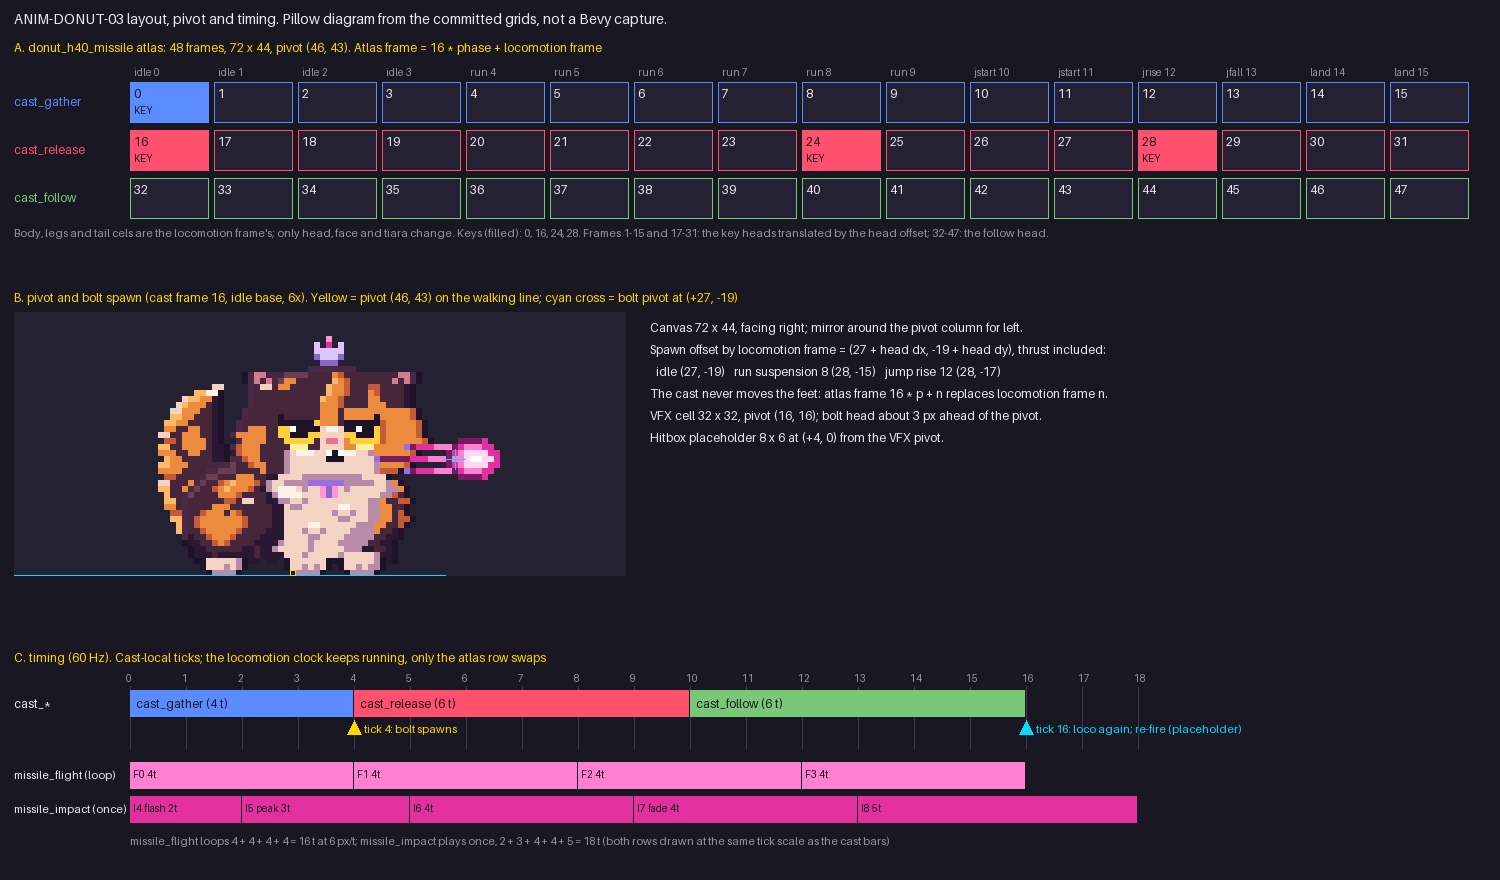 ANIM-DONUT-03 layout, pivot and timing. Pillow diagram from the committed grids, not a Bevy capture.
A. donut_h40_missile atlas: 48 frames, 72 x 44, pivot (46, 43). Atlas frame = 16 * phase + locomotion frame
idle 0 idle 1 idle 2 idle 3 run 4 run 5 run 6 run 7 run 8 run 9 jstart 10 jstart 11 jrise 12 jfall 13 land 14 land 15
cast_gather 0 KEY 1 2 3 4 5 6 7 8 9 10 11 12 13 14 15
cast_release 16 KEY 17 18 19 20 21 22 23 24 KEY 25 26 27 28 KEY 29 30 31
cast_follow 32 33 34 35 36 37 38 39 40 41 42 43 44 45 46 47
Body, legs and tail cels are the locomotion frame's; only head, face and tiara change. Keys (filled): 0, 16, 24, 28. Frames 1-15 and 17-31: the key heads translated by the head offset; 32-47: the follow head.
B. pivot and bolt spawn (cast frame 16, idle base, 6x). Yellow = pivot (46, 43) on the walking line; cyan cross = bolt pivot at (+27, -19)
Canvas 72 x 44, facing right; mirror around the pivot column for left.
Spawn offset by locomotion frame = (27 + head dx, -19 + head dy), thrust included:
idle (27, -19) run suspension 8 (28, -15) jump rise 12 (28, -17)
The cast never moves the feet: atlas frame 16 * p + n replaces locomotion frame n.
VFX cell 32 x 32, pivot (16, 16); bolt head about 3 px ahead of the pivot.
Hitbox placeholder 8 x 6 at (+4, 0) from the VFX pivot.
C. timing (60 Hz). Cast-local ticks; the locomotion clock keeps running, only the atlas row swaps
0 1 2 3 4 5 6 7 8 9 10 11 12 13 14 15 16 17 18
cast_* cast_gather (4 t) cast_release (6 t) cast_follow (6 t)
tick 4: bolt spawns tick 16: loco again; re-fire (placeholder)
missile_flight (loop) F0 4t F1 4t F2 4t F3 4t
missile_impact (once) I4 flash 2t I5 peak 3t I6 4t I7 fade 4t I8 5t
missile_flight loops 4 + 4 + 4 + 4 = 16 t at 6 px/t; missile_impact plays once, 2 + 3 + 4 + 4 + 5 = 18 t (both rows drawn at the same tick scale as the cast bars)